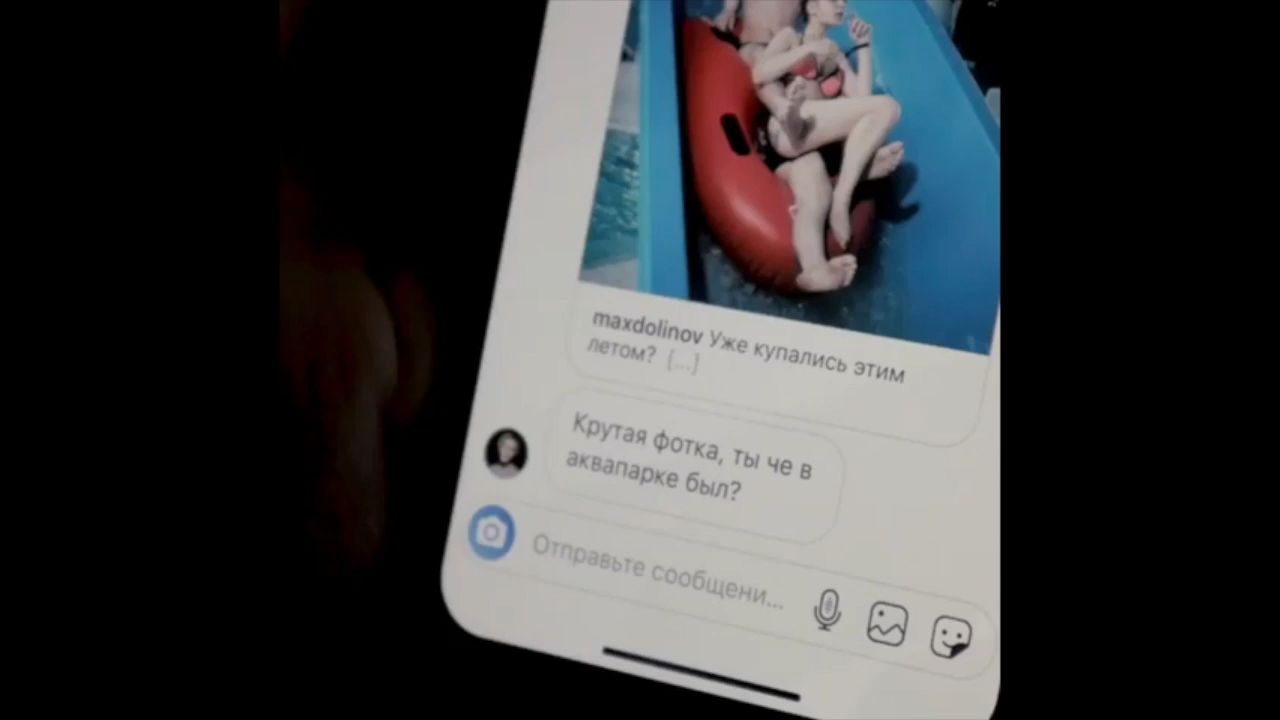 maxdolinov Уже купались этим
летом? [...]
Крутая фотка, ты че в
аквапарке был?
Отправьте сообщени...